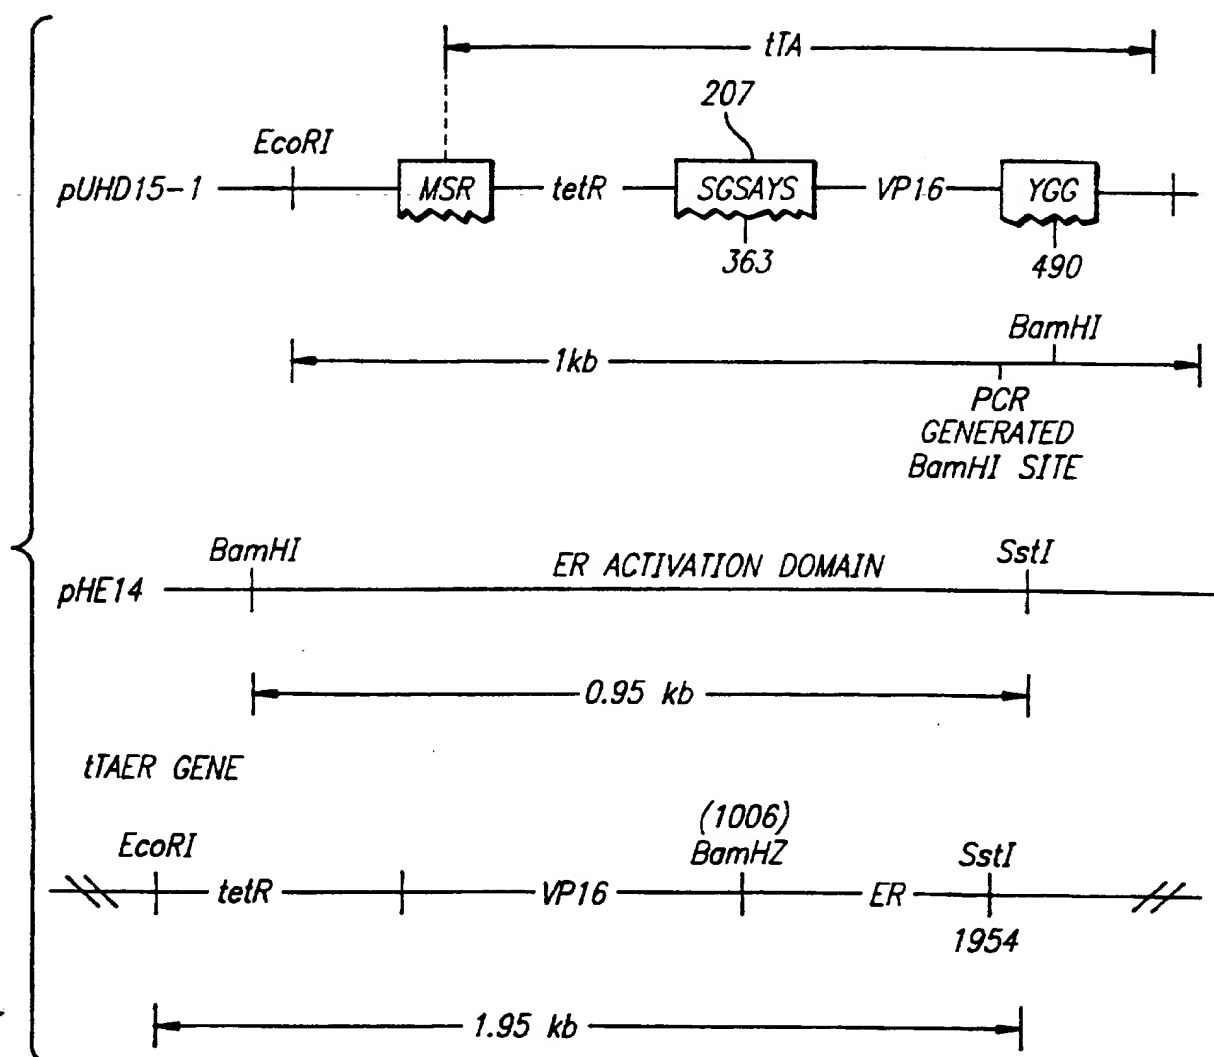 tTA
207
EcoRI
pUHD15-1 MSR tetR SGSAYS VP16 YGG
363 490
BamHI
1kb
PCR
GENERATED
BamHI SITE
BamHI ER ACTIVATION DOMAIN SstI
pHE14
0.95 kb
tTAER GENE
(1006)
EcoRI BamHZ SstI
tetR VP16 ER
1954
1.95 kb